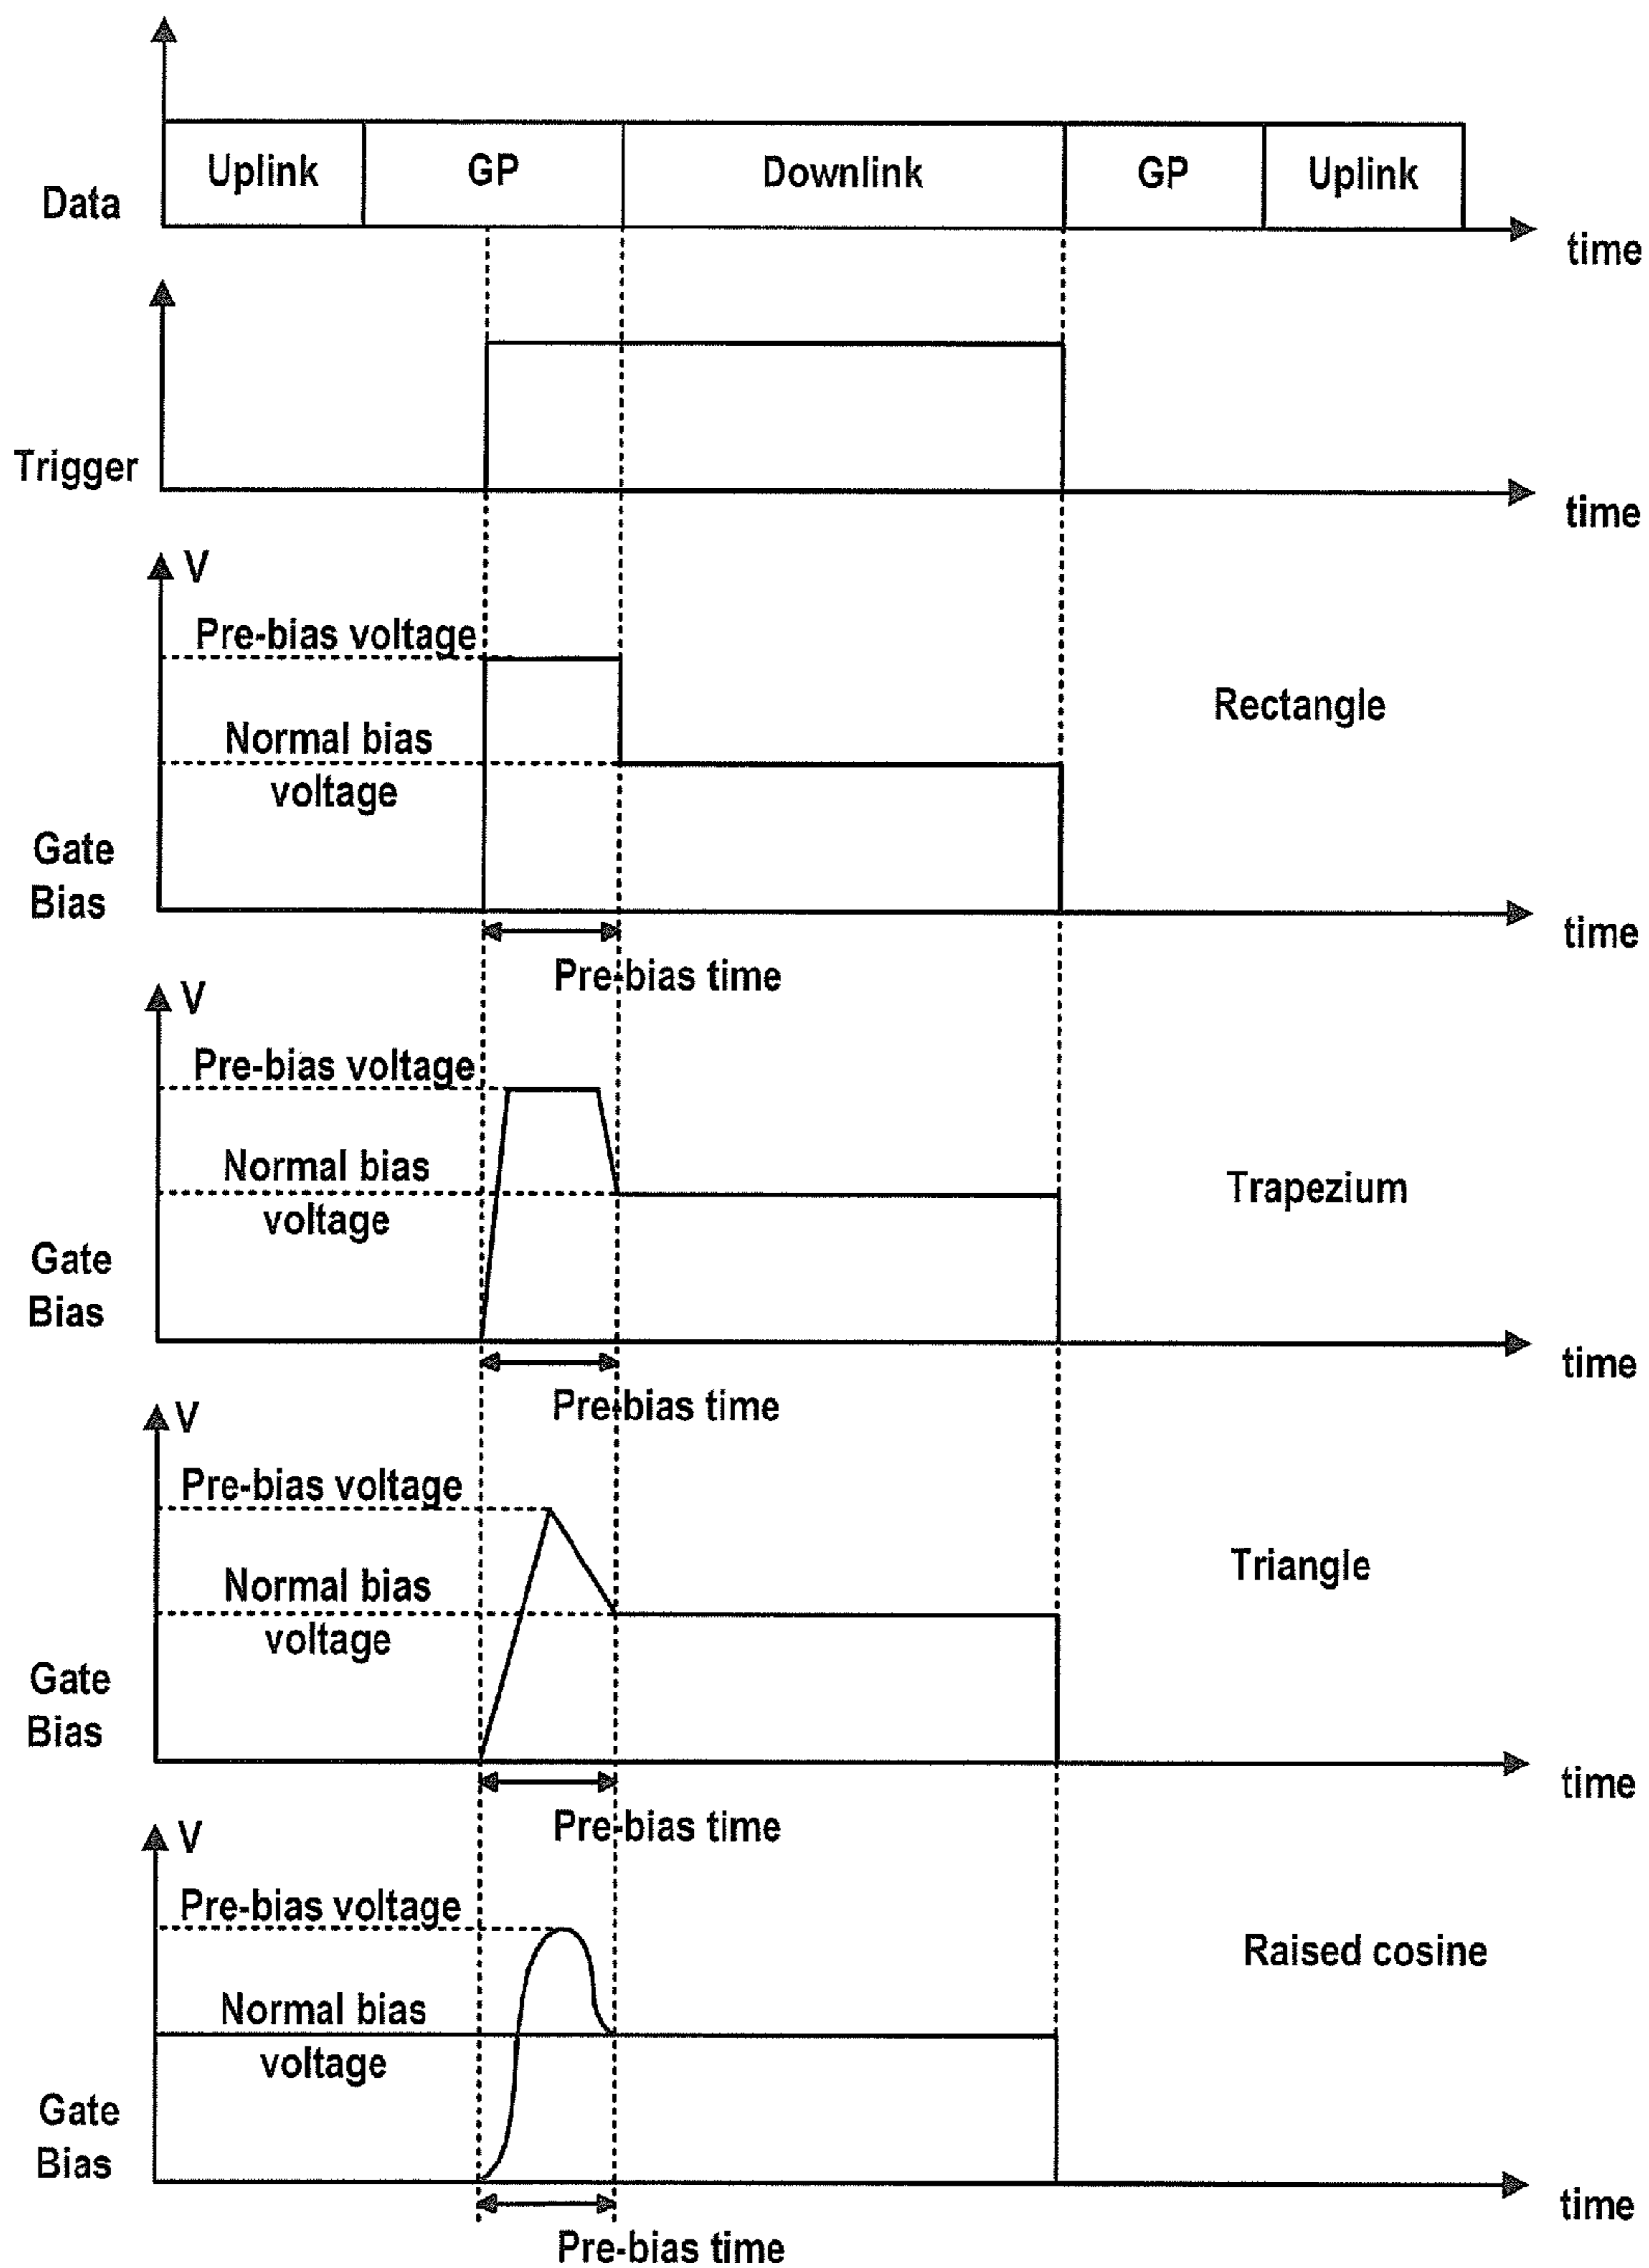 Uplink GP Downlink GP Uplink
Data
time
Trigger
time
V
Pre-bias voltage
Normal bias
voltage
Rectangle
Gate
Bias
time
Pre-bias time
V
Pre-bias voltage
Normal bias
voltage
Trapezium
Gate
Bias
time
Pre-bias time
V
Pre-bias voltage
Normal bias
voltage
Triangle
Gate
Bias
time
Pre-bias time
V
Pre-bias voltage
Normal bias
voltage
Raised cosine
Gate
Bias
time
Pre-bias time